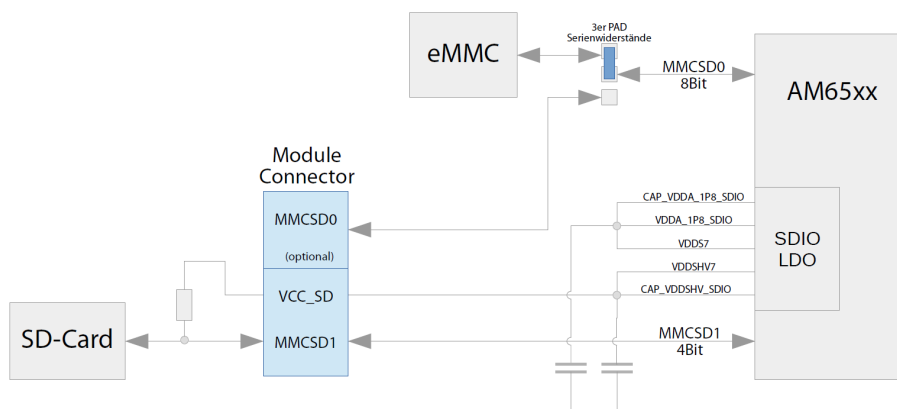 3er PAD
Serienwiderstände
eMMC
MMCSD0
8Bit
AM65xx
Module
Connector
MMCSD0
(optional)
VCC_SD
MMCSD1
SD-Card
CAP_VDDA_1P8_SDIO
VDDA_1P8_SDIO
VDDS7
VDDSHV7
CAP_VDDSHV_SDIO
SDIO
LDO
MMCSD1
4Bit